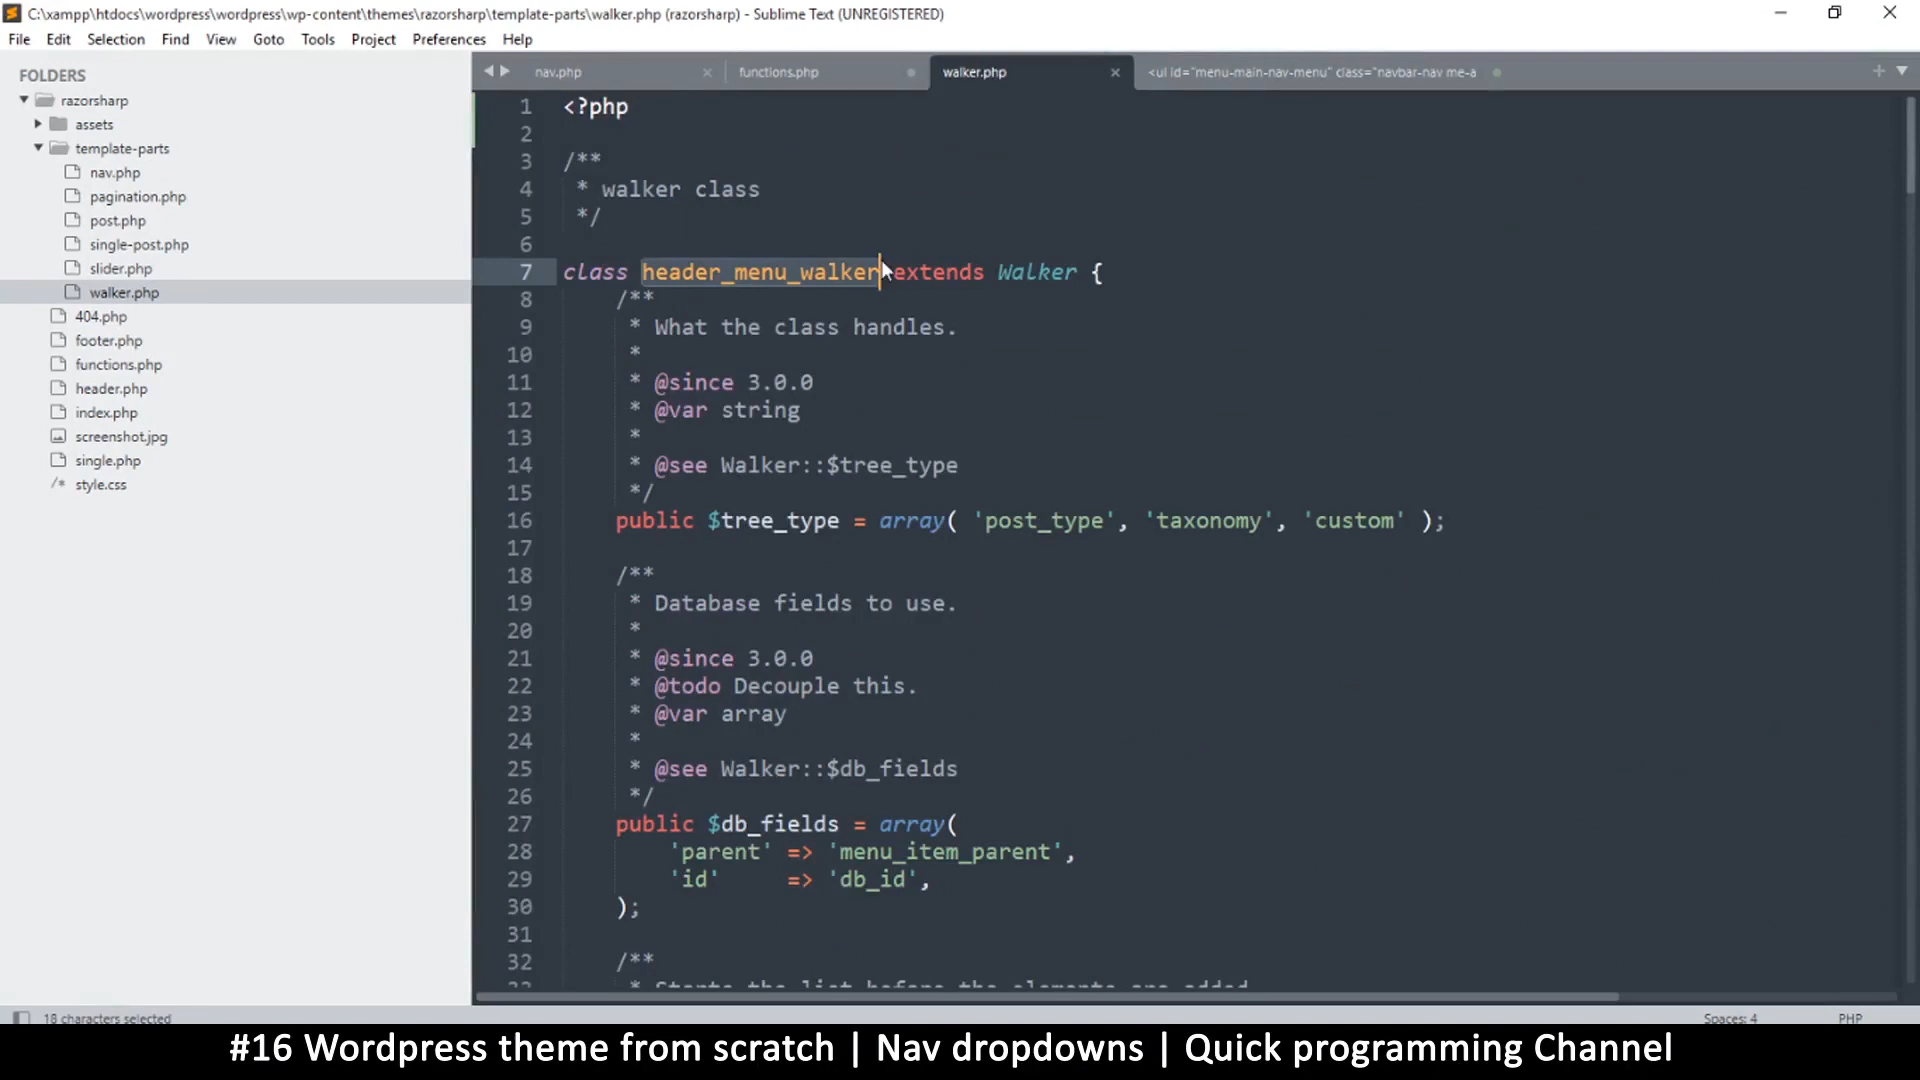 C:\xampp\htdocs\wordpress\wordpress\wp-content\themes\razorsharp\template-parts\walker.php (razorsharp) - Sublime Text (UNREGISTERED)
File Edit Selection Find View Goto Tools Project Preferences Help
FOLDERS
razorsharp
assets
template-parts
nav.php
pagination.php
post.php
single-post.php
slider.php
walker.php
404.php
footer.php
functions.php
header.php
index.php
screenshot.jpg
single.php
/* style.css
nav.php functions.php walker.php <ul id="menu-main-nav-menu" class="navbar-nav me-a
1 <?php
2
3 /**
4 * walker class
5 */
6
7 class header_menu_walker extends Walker {
8 /**
9 * What the class handles.
10 *
11 * @since 3.0.0
12 * @var string
13 *
14 * @see Walker::$tree_type
15 */
16 public $tree_type = array( 'post_type', 'taxonomy', 'custom' );
17
18 /**
19 * Database fields to use.
20 *
21 * @since 3.0.0
22 * @todo Decouple this.
23 * @var array
24 *
25 * @see Walker::$db_fields
26 */
27 public $db_fields = array(
28 'parent' => 'menu_item_parent',
29 'id' => 'db_id',
30 );
31
32 /**
33 * Starts the list before the elements are added.
18 characters selected Spaces: 4 PHP
#16 Wordpress theme from scratch | Nav dropdowns | Quick programming Channel